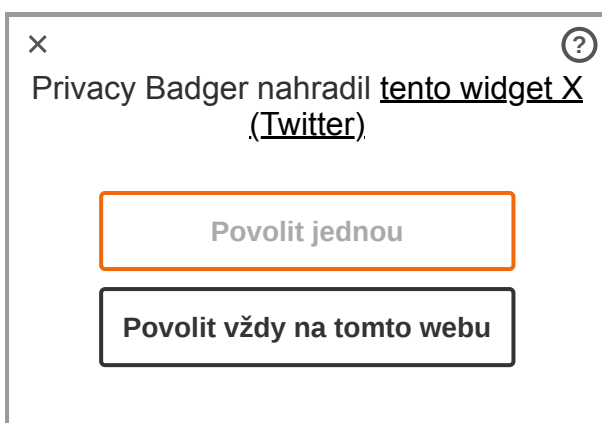 Privacy Badger nahradil tento widget X
(Twitter)
Povolit jednou
Povolit vždy na tomto webu